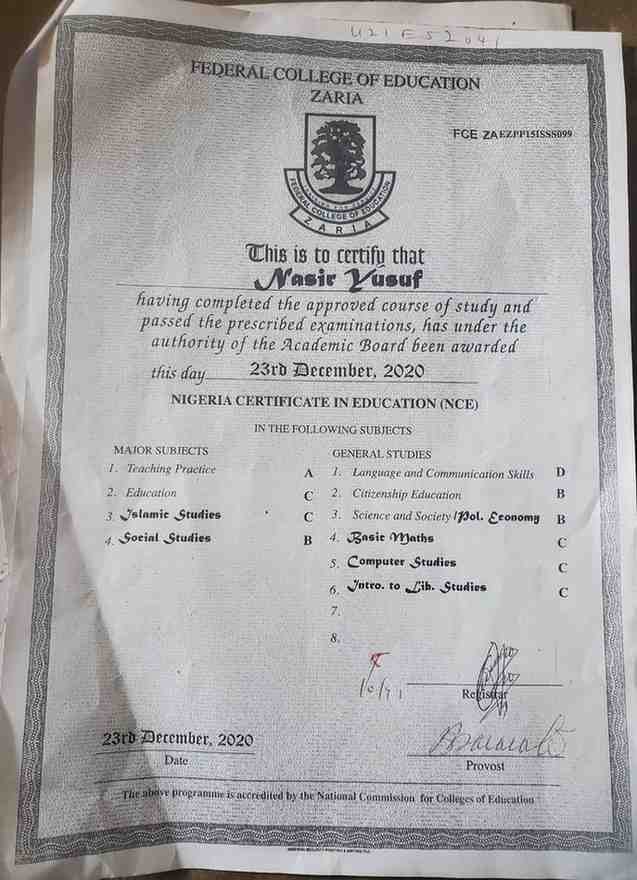 U21ES2041
FEDERAL COLLEGE OF EDUCATION
ZARIA
FCE ZAEZPF15ISSS099
FEDERAL COLLEGE OF EDUCATION
ZARIA
This is to certify that
Nasir Yusuf
having completed the approved course of study and
passed the prescribed examinations, has under the
authority of the Academic Board been awarded
this day 23rd December, 2020
NIGERIA CERTIFICATE IN EDUCATION (NCE)
IN THE FOLLOWING SUBJECTS
MAJOR SUBJECTS
1. Teaching Practice A
2. Education C
3. Islamic Studies C
4. Social Studies B
GENERAL STUDIES
1. Language and Communication Skills D
2. Citizenship Education B
3. Science and Society/Pol. Economy B
4. Basic Maths C
5. Computer Studies C
6. Intro. to Lib. Studies C
7.
8.
Registrar
23rd December, 2020
Date
Provost
The above programme is accredited by the National Commission for Colleges of Education